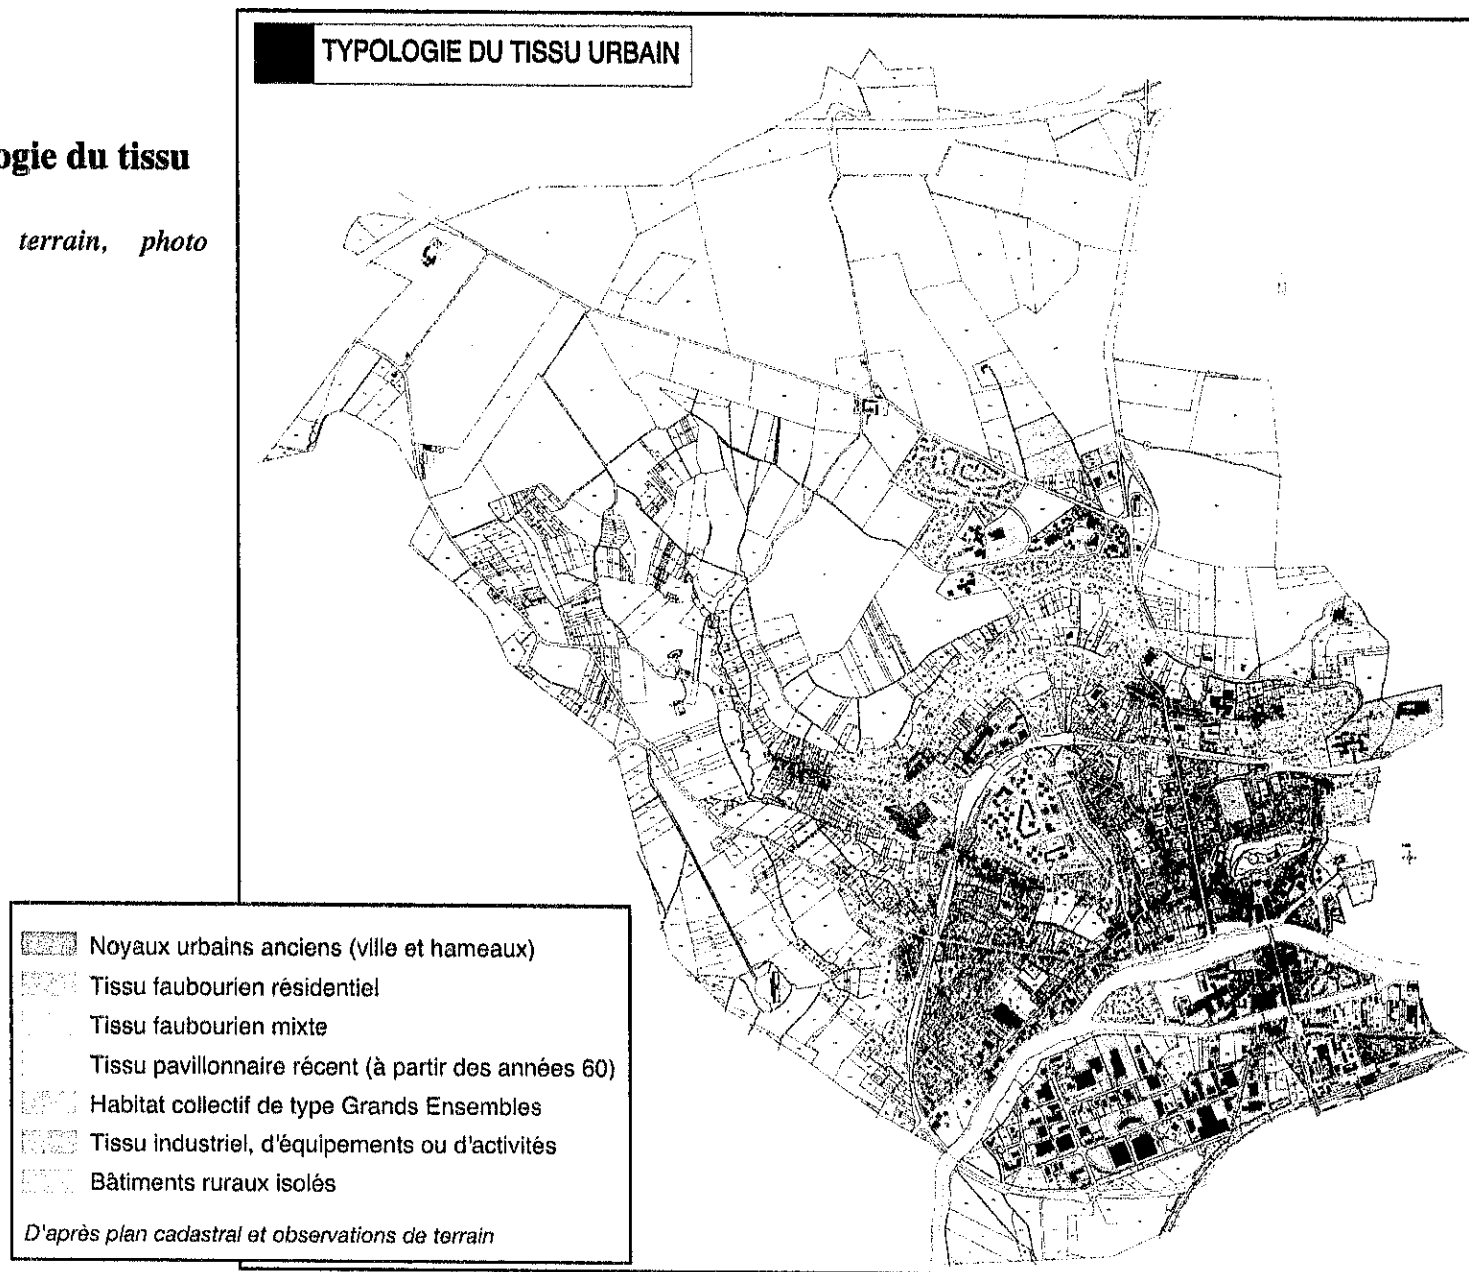 TYPOLOGIE DU TISSU URBAIN
ogie du tissu
terrain, photo
Noyaux urbains anciens (ville et hameaux)
Tissu faubourien résidentiel
Tissu faubourien mixte
Tissu pavillonnaire récent (à partir des années 60)
Habitat collectif de type Grands Ensembles
Tissu industriel, d'équipements ou d'activités
Bâtiments ruraux isolés
D'après plan cadastral et observations de terrain